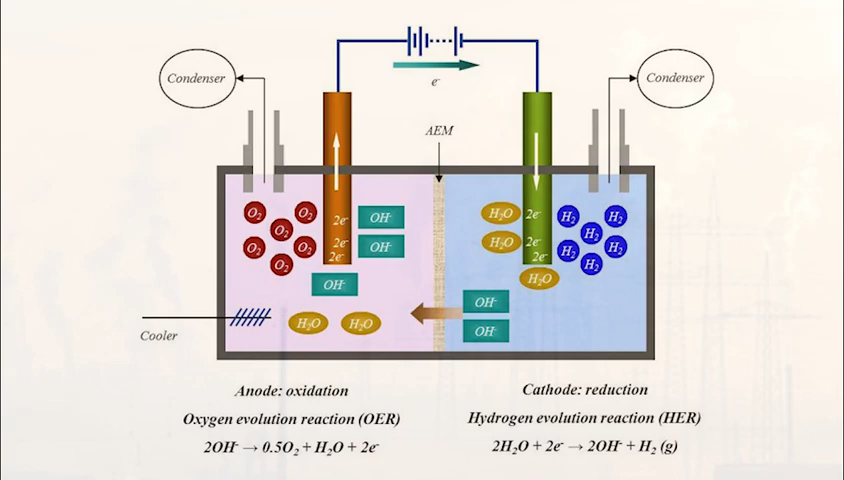 e⁻
Condenser
Condenser
AEM
O₂
O₂
O₂
O₂
O₂
O₂
2e⁻
2e⁻
2e⁻
OH⁻
OH⁻
OH⁻
H₂O
H₂O
H₂O
H₂O
H₂O
2e⁻
2e⁻
2e⁻
H₂
H₂
H₂
H₂
H₂
H₂
OH⁻
OH⁻
Cooler
Anode: oxidation
Oxygen evolution reaction (OER)
2OH⁻ → 0.5O₂ + H₂O + 2e⁻
Cathode: reduction
Hydrogen evolution reaction (HER)
2H₂O + 2e⁻ → 2OH⁻ + H₂ (g)